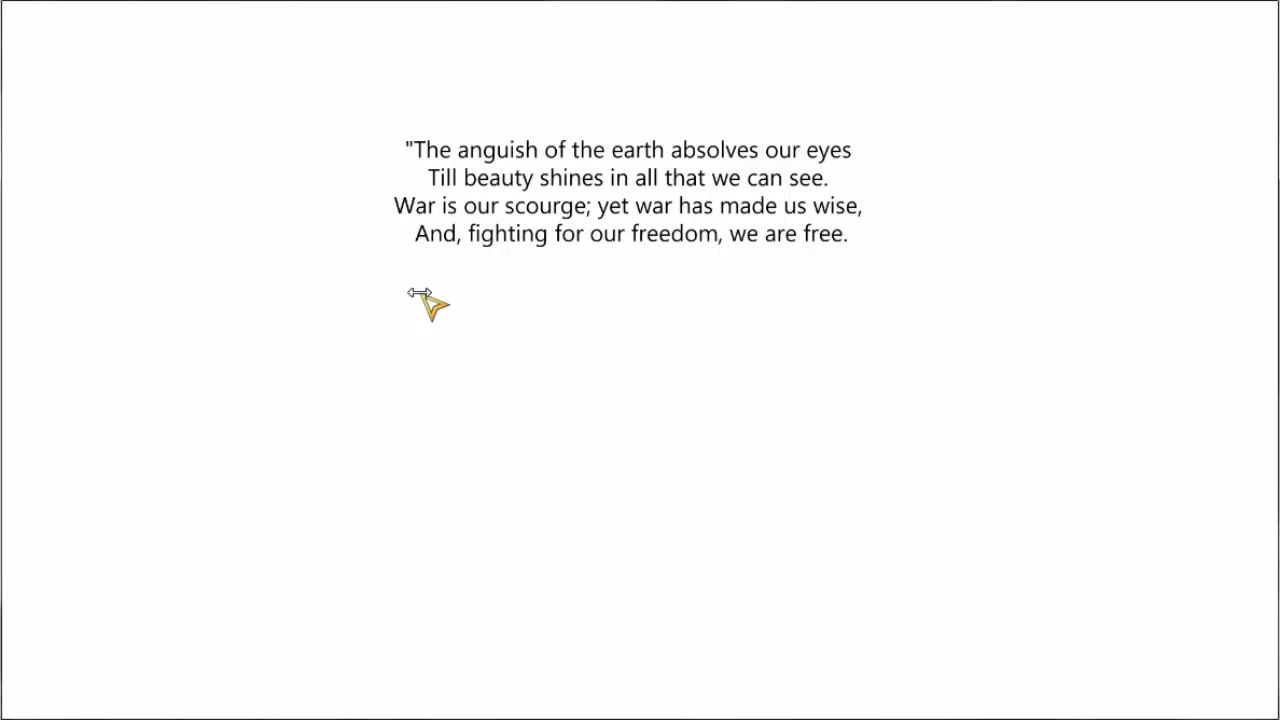 "The anguish of the earth absolves our eyes
Till beauty shines in all that we can see.
War is our scourge; yet war has made us wise,
And, fighting for our freedom, we are free.